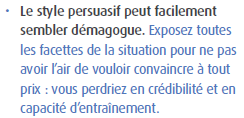 • Le style persuasif peut facilement
sembler démagogue. Exposez toutes
les facettes de la situation pour ne pas
avoir l'air de vouloir convaincre à tout
prix : vous perdriez en crédibilité et en
capacité d'entraînement.